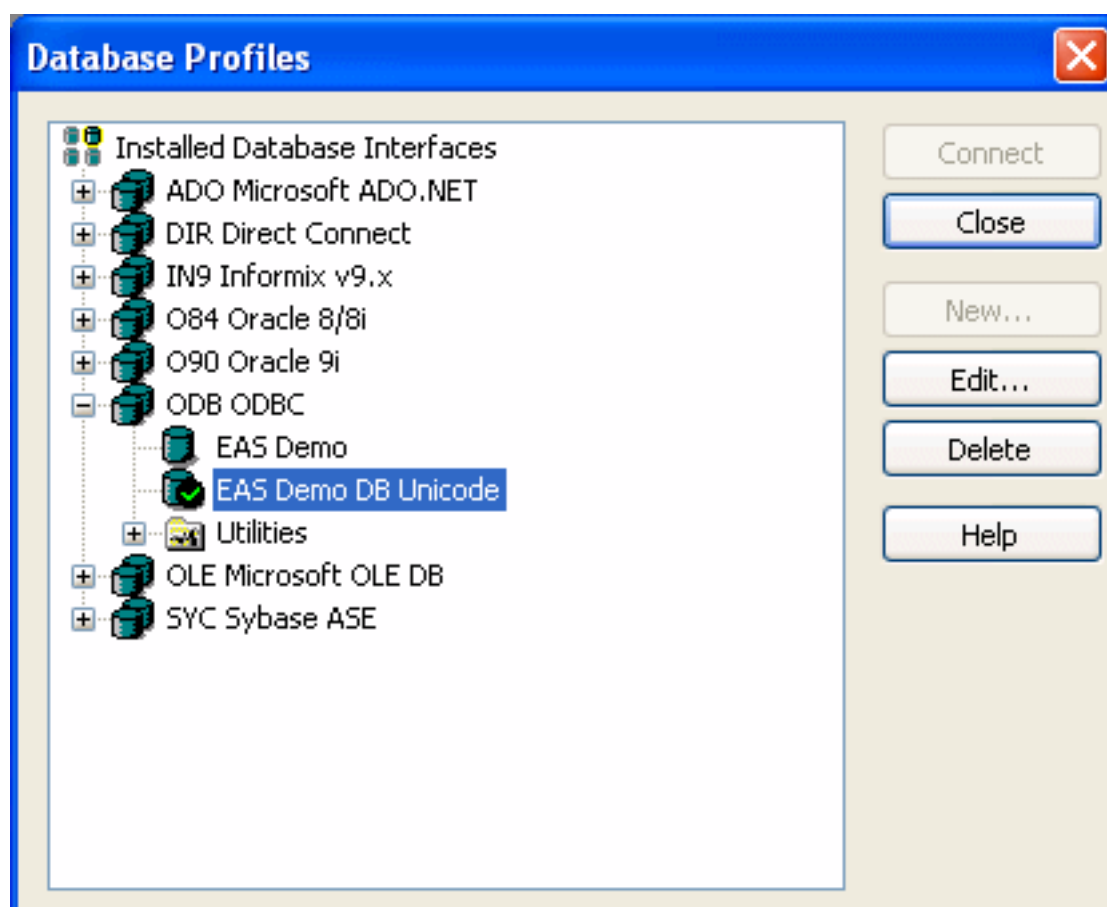 Database Profiles
Installed Database Interfaces
ADO Microsoft ADO.NET
DIR Direct Connect
IN9 Informix v9.x
O84 Oracle 8/8i
O90 Oracle 9i
ODB ODBC
EAS Demo
EAS Demo DB Unicode
Utilities
OLE Microsoft OLE DB
SYC Sybase ASE
Connect
Close
New...
Edit...
Delete
Help